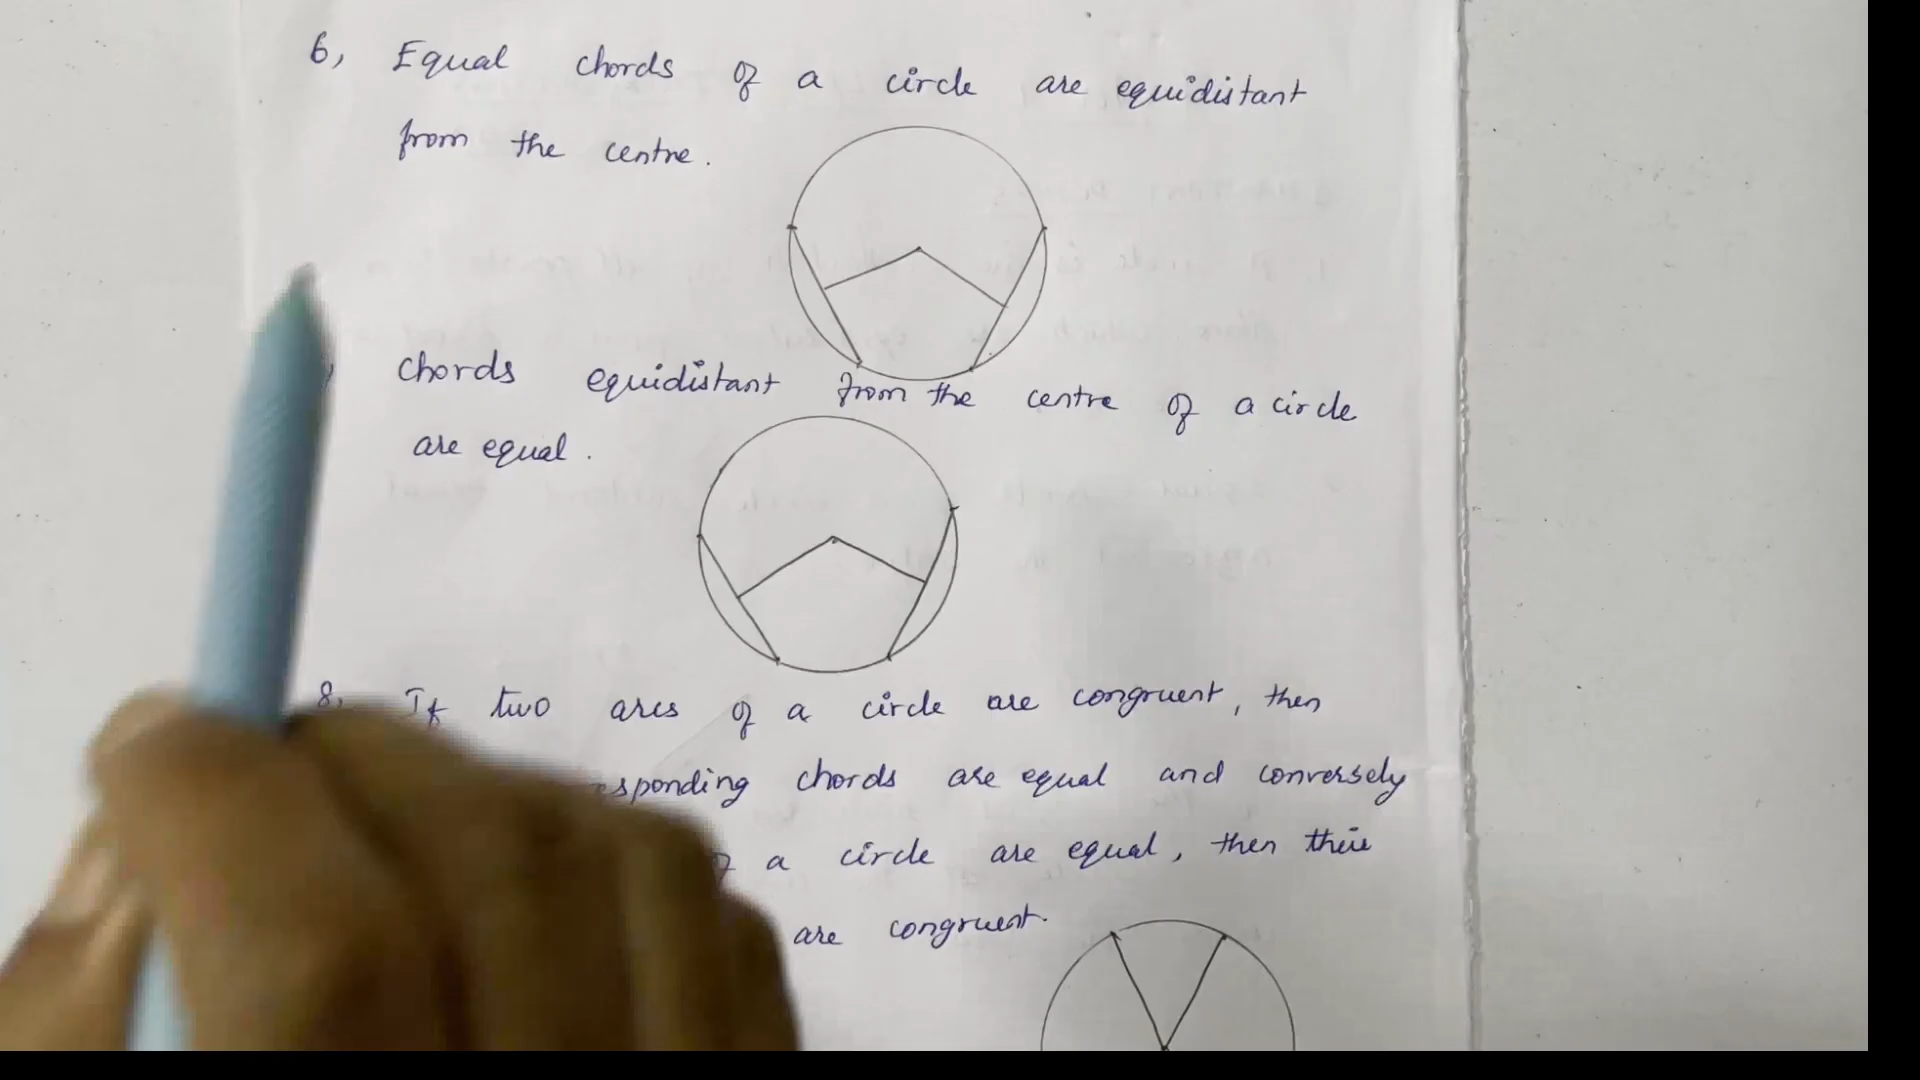 6, Equal chords of a circle are equidistant
from the centre.
chords equidistant from the centre of a circle
are equal.
8. If two arcs of a circle are congruent, then
chords are equal and conversely
a circle are equal, then their
are congruent.